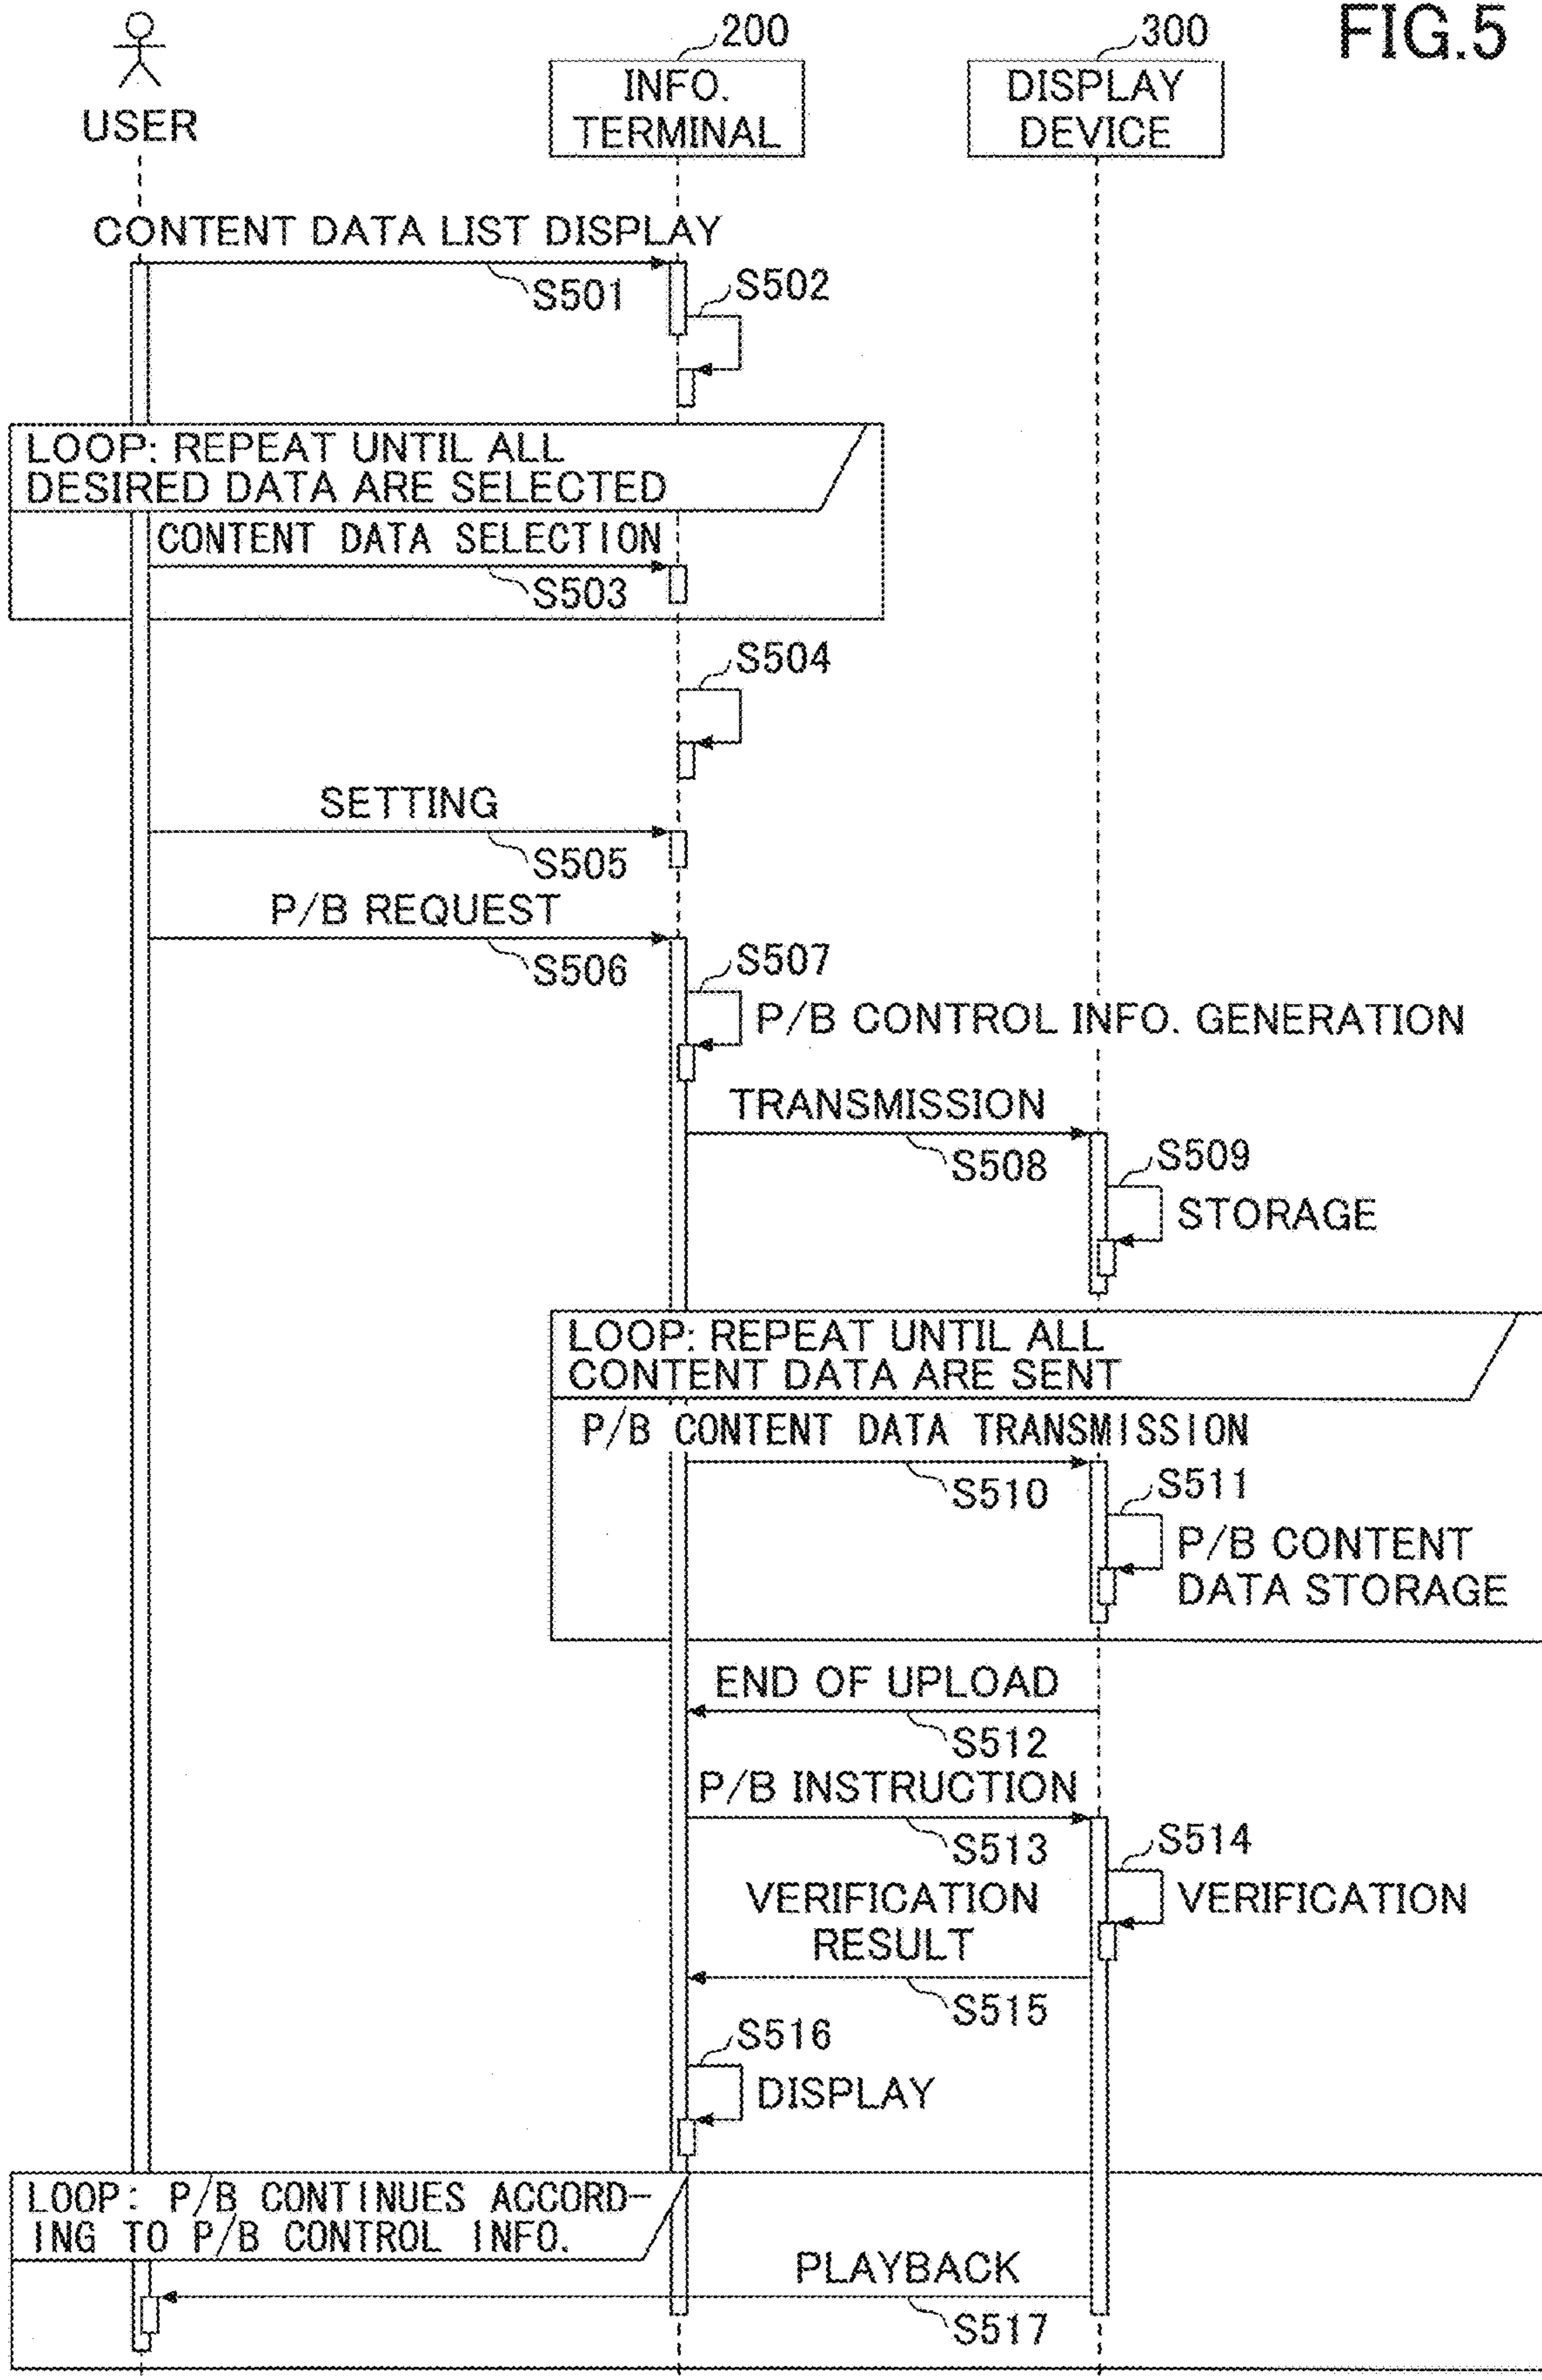 FIG.5
200
300
USER
INFO.
TERMINAL
DISPLAY
DEVICE
CONTENT DATA LIST DISPLAY
S501
S502
LOOP: REPEAT UNTIL ALL
DESIRED DATA ARE SELECTED
CONTENT DATA SELECTION
S503
S504
SETTING
S505
P/B REQUEST
S506
S507
P/B CONTROL INFO. GENERATION
TRANSMISSION
S508
S509
STORAGE
LOOP: REPEAT UNTIL ALL
CONTENT DATA ARE SENT
P/B CONTENT DATA TRANSMISSION
S510
S511
P/B CONTENT
DATA STORAGE
END OF UPLOAD
S512
P/B INSTRUCTION
S513
S514
VERIFICATION
VERIFICATION
RESULT
S515
S516
DISPLAY
LOOP: P/B CONTINUES ACCORD-
ING TO P/B CONTROL INFO.
PLAYBACK
S517